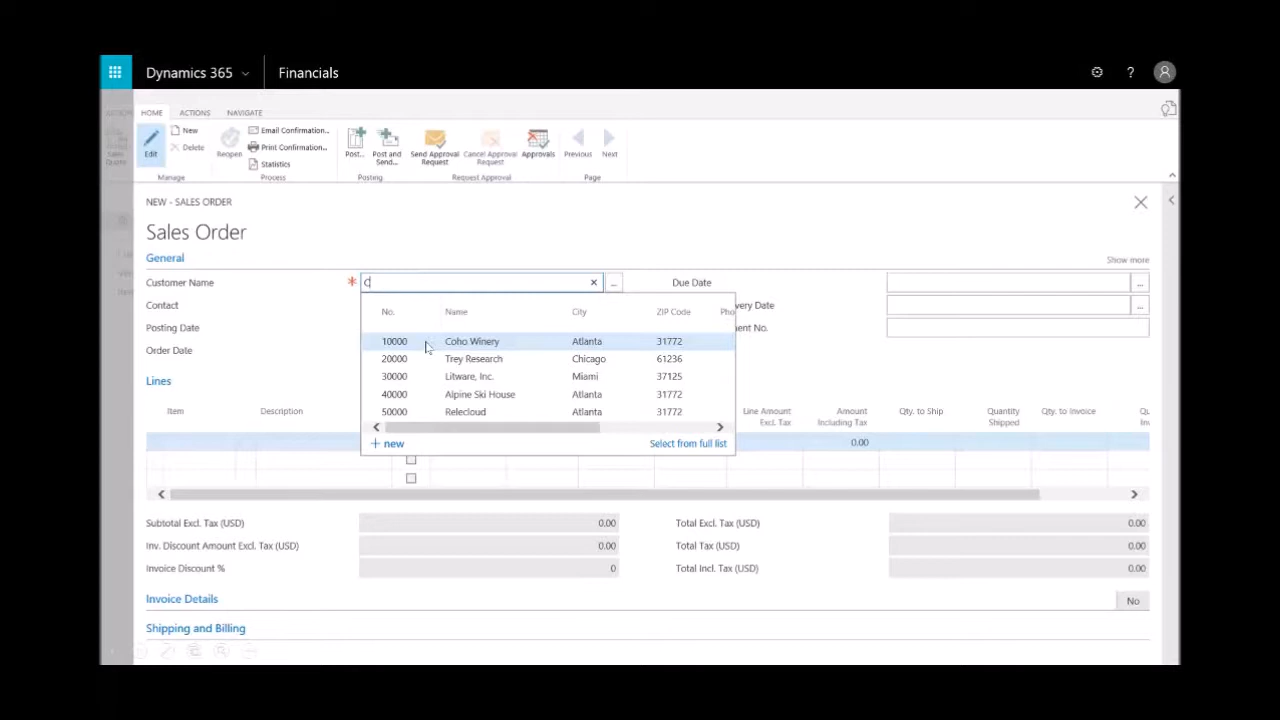 Dynamics 365 Financials ?
HOME ACTIONS NAVIGATE
Edit New Delete Reopen Email Confirmation... Print Confirmation... Statistics Post... Post and Send... Send Approval Request Cancel Approval Request Approvals Previous Next
Manage Process Posting Request Approval Page
NEW - SALES ORDER
Sales Order
General
Show more
Customer Name * C x ... Due Date ...
Contact very Date ...
Posting Date ent No.
Order Date
No. Name City ZIP Code Pho
10000 Coho Winery Atlanta 31772
20000 Trey Research Chicago 61236
30000 Litware, Inc. Miami 37125
40000 Alpine Ski House Atlanta 31772
50000 Relecloud Atlanta 31772
+ new Select from full list
Lines
Item Description Line Amount Excl. Tax Amount Including Tax Qty. to Ship Quantity Shipped Qty. to Invoice Qu Inv
0.00
Subtotal Excl. Tax (USD) 0.00 Total Excl. Tax (USD) 0.00
Inv. Discount Amount Excl. Tax (USD) 0.00 Total Tax (USD) 0.00
Invoice Discount % 0 Total Incl. Tax (USD) 0.00
Invoice Details No
Shipping and Billing